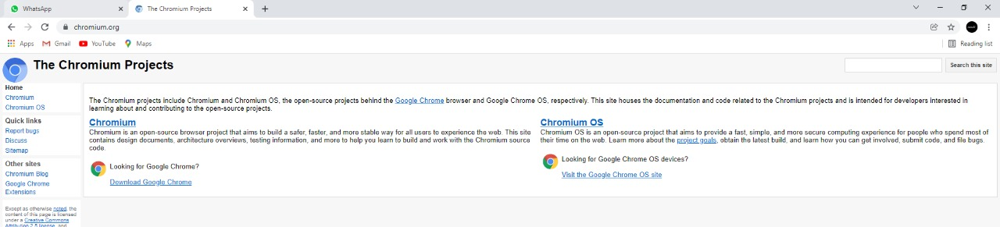 WhatsApp
The Chromium Projects
chromium.org
Apps Gmail YouTube Maps Reading list
The Chromium Projects
Search this site
Home
Chromium
Chromium OS
Quick links
Report bugs
Discuss
Sitemap
Other sites
Chromium Blog
Google Chrome
Extensions
Except as otherwise noted, the
content of this page is licensed
under a Creative Commons
Attribution 2.5 license, and
The Chromium projects include Chromium and Chromium OS, the open-source projects behind the Google Chrome browser and Google Chrome OS, respectively. This site houses the documentation and code related to the Chromium projects and is intended for developers interested in
learning about and contributing to the open-source projects.
Chromium
Chromium is an open-source browser project that aims to build a safer, faster, and more stable way for all users to experience the web. This site
contains design documents, architecture overviews, testing information, and more to help you learn to build and work with the Chromium source
code.
Looking for Google Chrome?
Download Google Chrome
Chromium OS
Chromium OS is an open-source project that aims to provide a fast, simple, and more secure computing experience for people who spend most of
their time on the web. Learn more about the project goals, obtain the latest build, and learn how you can get involved, submit code, and file bugs.
Looking for Google Chrome OS devices?
Visit the Google Chrome OS site